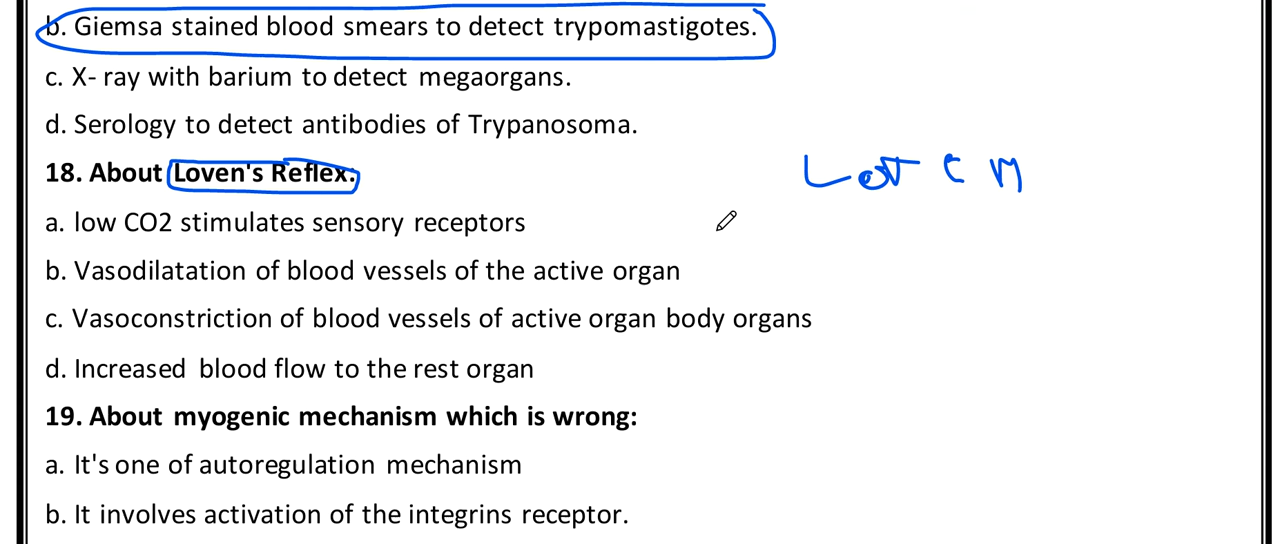 b. Giemsa stained blood smears to detect trypomastigotes.
c. X- ray with barium to detect megaorgans.
d. Serology to detect antibodies of Trypanosoma.
18. About Loven's Reflex:
a. low CO2 stimulates sensory receptors
b. Vasodilatation of blood vessels of the active organ
c. Vasoconstriction of blood vessels of active organ body organs
d. Increased blood flow to the rest organ
19. About myogenic mechanism which is wrong:
a. It's one of autoregulation mechanism
b. It involves activation of the integrins receptor.